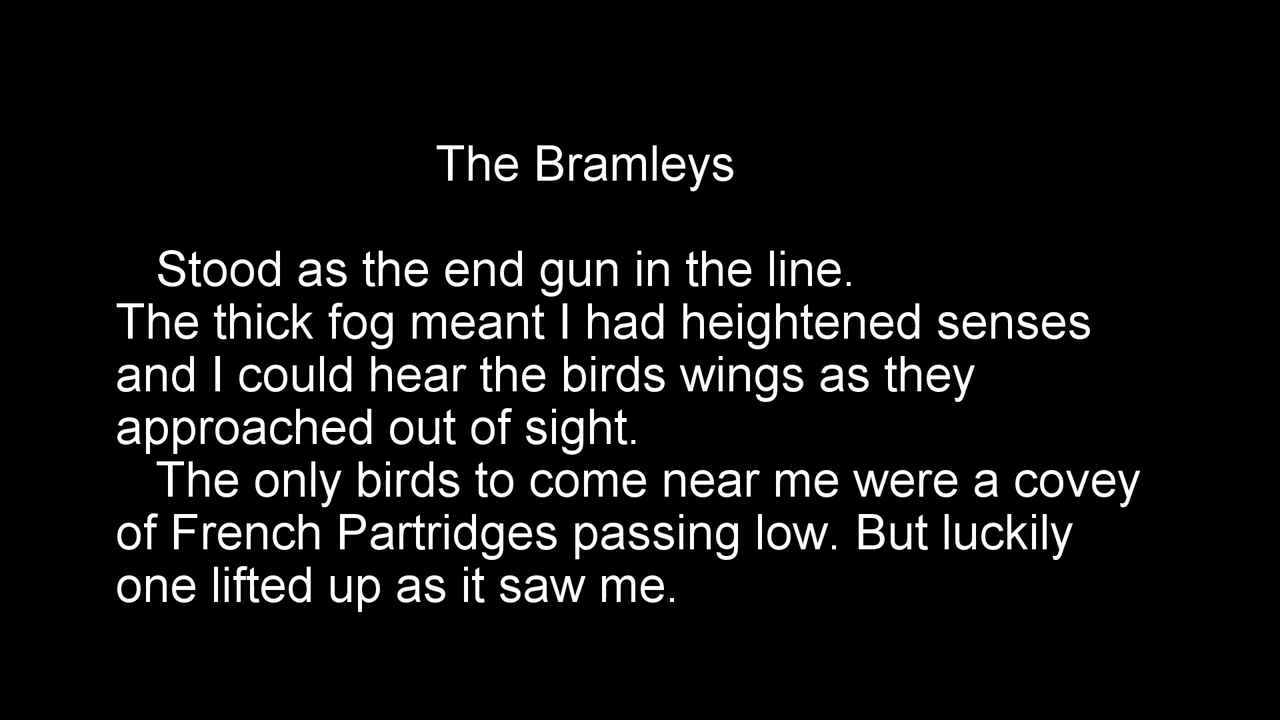 The Bramleys
Stood as the end gun in the line.
The thick fog meant I had heightened senses
and I could hear the birds wings as they
approached out of sight.
The only birds to come near me were a covey
of French Partridges passing low. But luckily
one lifted up as it saw me.